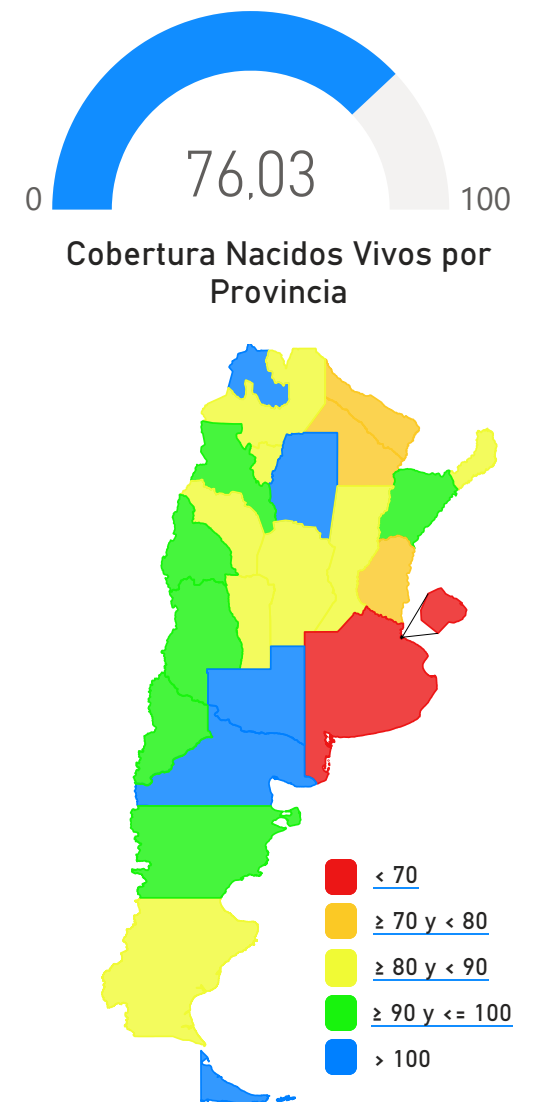 76,03
0
100
Cobertura Nacidos Vivos por
Provincia
< 70
≥ 70 y < 80
≥ 80 y < 90
≥ 90 y <= 100
> 100